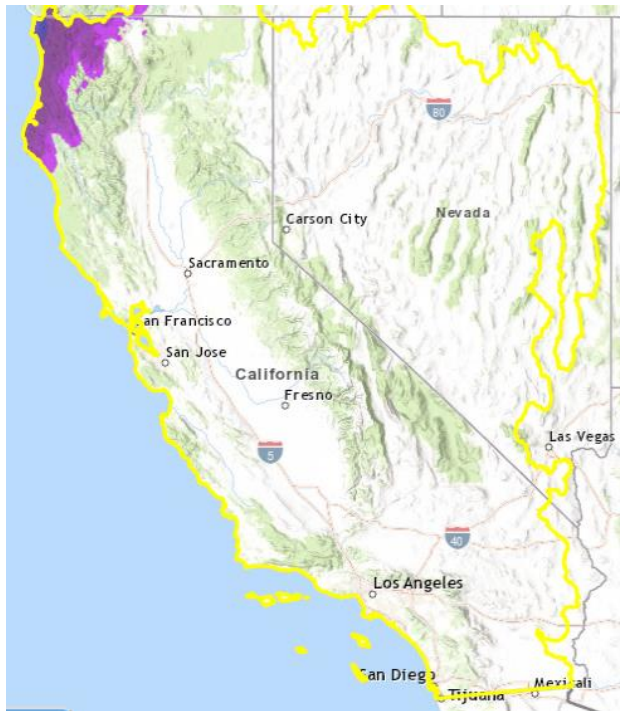 80
Carson City
Nevada
Sacramento
an Francisco
San Jose
California
Fresno
5
Las Vegas
40
Los Angeles
San Diego
Tijuana
Mexicali